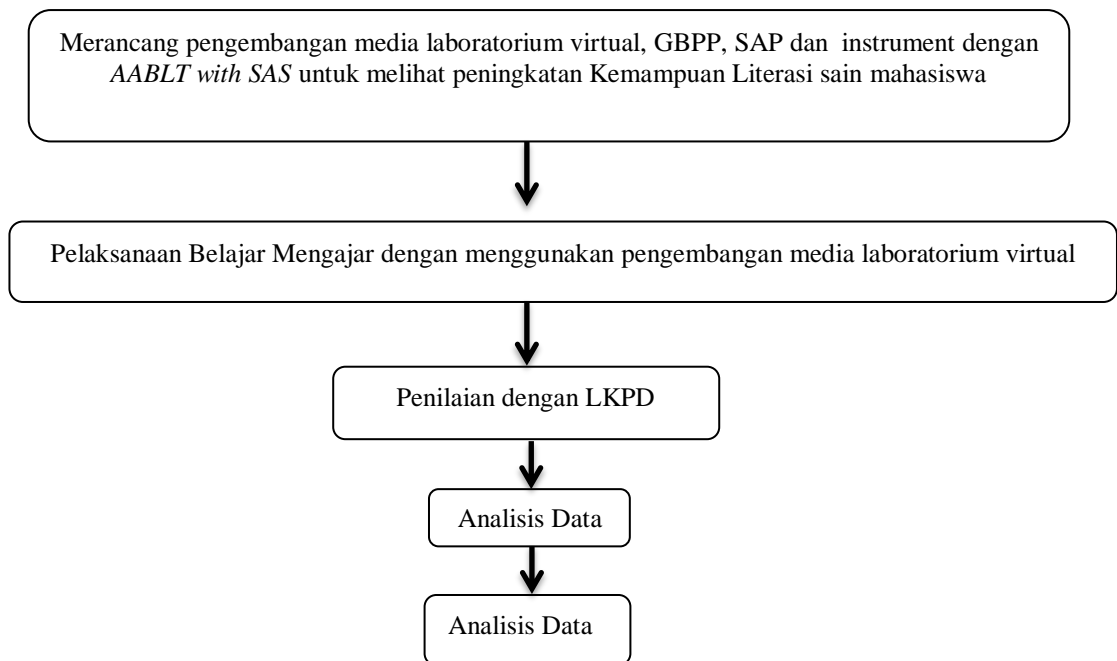 Merancang pengembangan media laboratorium virtual, GBPP, SAP dan instrument dengan
AABLT with SAS untuk melihat peningkatan Kemampuan Literasi sain mahasiswa
Pelaksanaan Belajar Mengajar dengan menggunakan pengembangan media laboratorium virtual
Penilaian dengan LKPD
Analisis Data
Analisis Data